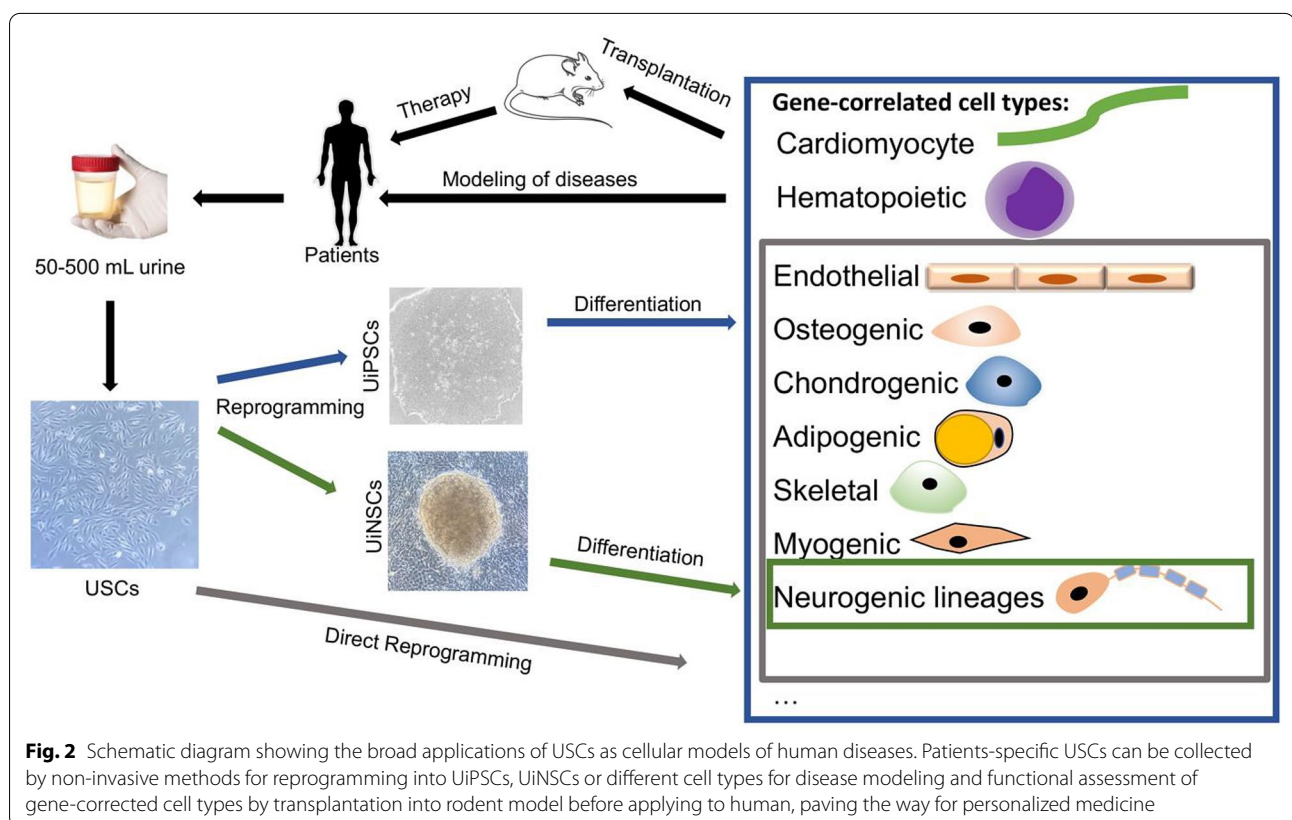 Transplantation
Therapy
Modeling of diseases
Patients
50-500 mL urine
USCs
Reprogramming
UiPSCs
UiNSCs
Differentiation
Differentiation
Direct Reprogramming
Gene-correlated cell types:
Cardiomyocyte
Hematopoietic
Endothelial
Osteogenic
Chondrogenic
Adipogenic
Skeletal
Myogenic
Neurogenic lineages
...
Fig. 2 Schematic diagram showing the broad applications of USCs as cellular models of human diseases. Patients-specific USCs can be collected
by non-invasive methods for reprogramming into UiPSCs, UiNSCs or different cell types for disease modeling and functional assessment of
gene-corrected cell types by transplantation into rodent model before applying to human, paving the way for personalized medicine